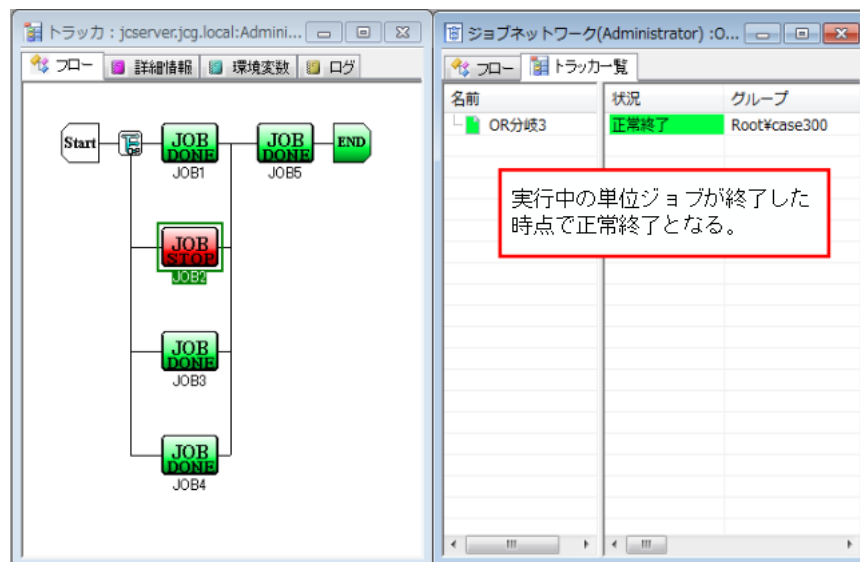 トラッカ：jcserver.jcg.local:Admini...
フロー 詳細情報 環境変数 ログ
Start
OR
JOB
DONE
JOB1
JOB
DONE
JOB5
END
JOB
STOP
JOB2
JOB
DONE
JOB3
JOB
DONE
JOB4
ジョブネットワーク(Administrator) :O...
フロー トラッカ一覧
名前 状況 グループ
OR分岐3 正常終了 Root¥case300
実行中の単位ジョブが終了した
時点で正常終了となる。